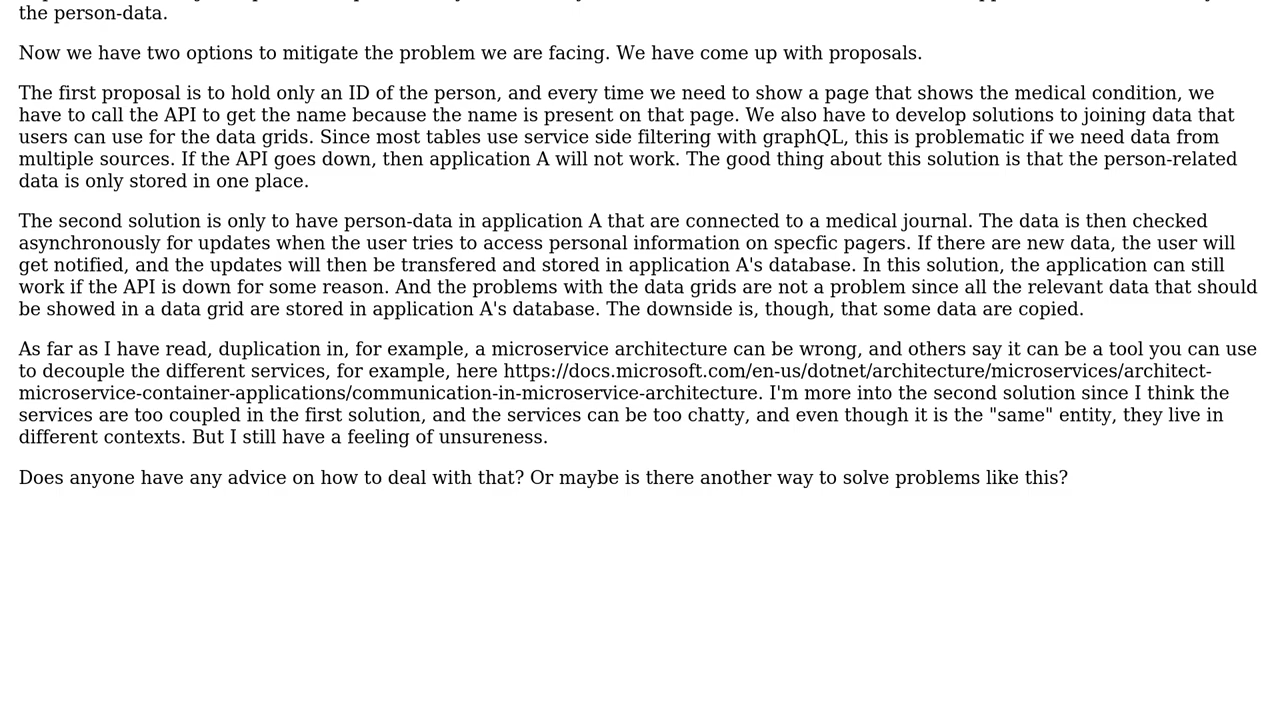 the person-data.
Now we have two options to mitigate the problem we are facing. We have come up with proposals.
The first proposal is to hold only an ID of the person, and every time we need to show a page that shows the medical condition, we
have to call the API to get the name because the name is present on that page. We also have to develop solutions to joining data that
users can use for the data grids. Since most tables use service side filtering with graphQL, this is problematic if we need data from
multiple sources. If the API goes down, then application A will not work. The good thing about this solution is that the person-related
data is only stored in one place.
The second solution is only to have person-data in application A that are connected to a medical journal. The data is then checked
asynchronously for updates when the user tries to access personal information on specfic pagers. If there are new data, the user will
get notified, and the updates will then be transfered and stored in application A's database. In this solution, the application can still
work if the API is down for some reason. And the problems with the data grids are not a problem since all the relevant data that should
be showed in a data grid are stored in application A's database. The downside is, though, that some data are copied.
As far as I have read, duplication in, for example, a microservice architecture can be wrong, and others say it can be a tool you can use
to decouple the different services, for example, here https://docs.microsoft.com/en-us/dotnet/architecture/microservices/architect-
microservice-container-applications/communication-in-microservice-architecture. I'm more into the second solution since I think the
services are too coupled in the first solution, and the services can be too chatty, and even though it is the "same" entity, they live in
different contexts. But I still have a feeling of unsureness.
Does anyone have any advice on how to deal with that? Or maybe is there another way to solve problems like this?